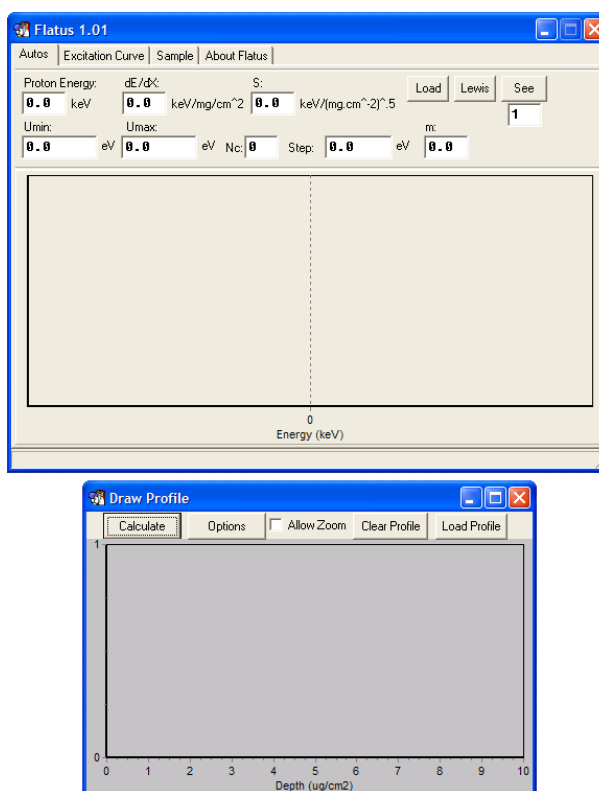 Flatus 1.01
Autos Excitation Curve Sample About Flatus
Proton Energy: dE/dX: S:
0.0 keV 0.0 keV/mg/cm^2 0.0 keV/(mg.cm^-2)^.5 Load Lewis See
1
Umin: Umax: m:
0.0 eV 0.0 eV Nc: 0 Step: 0.0 eV 0.0
0
Energy (keV)
Draw Profile
Calculate Options Allow Zoom Clear Profile Load Profile
1
0
0 1 2 3 4 5 6 7 8 9 10
Depth (ug/cm2)